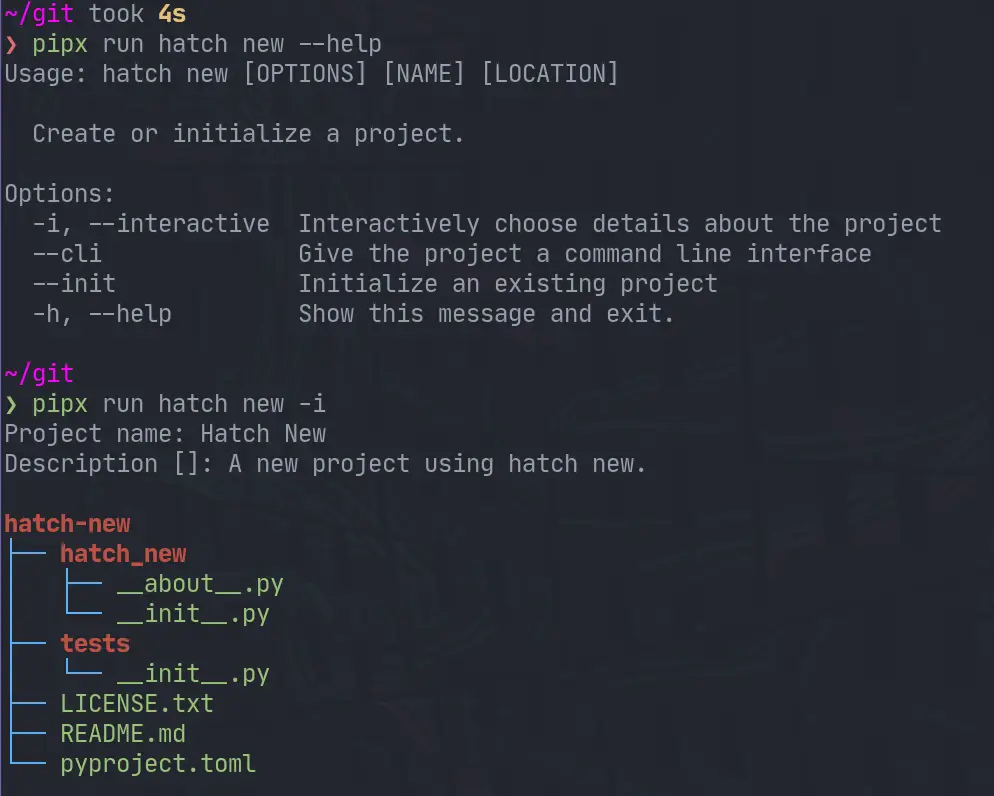 ~/git took 4s
❯ pipx run hatch new --help
Usage: hatch new [OPTIONS] [NAME] [LOCATION]
Create or initialize a project.
Options:
-i, --interactive  Interactively choose details about the project
--cli              Give the project a command line interface
--init             Initialize an existing project
-h, --help         Show this message and exit.
~/git
❯ pipx run hatch new -i
Project name: Hatch New
Description []: A new project using hatch new.
hatch-new
├── hatch_new
│   ├── __about__.py
│   └── __init__.py
├── tests
│   └── __init__.py
├── LICENSE.txt
├── README.md
└── pyproject.toml